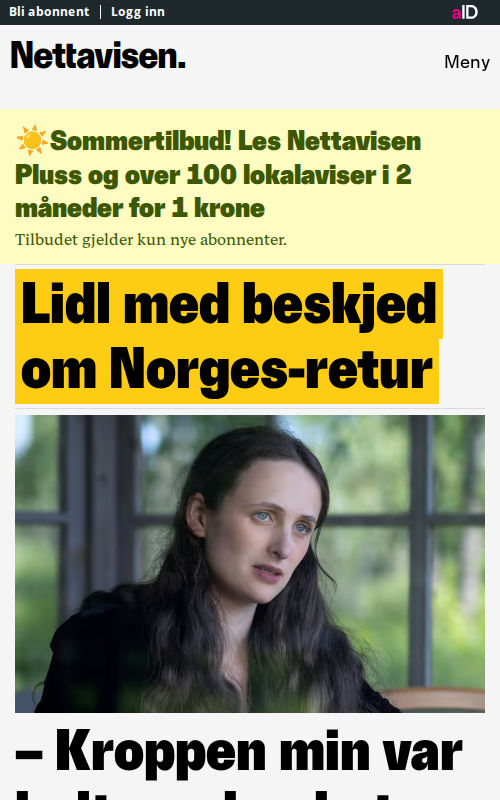 Bli abonnent | Logg inn
aID
Nettavisen.
Meny
☀️Sommertilbud! Les Nettavisen
Pluss og over 100 lokalaviser i 2
måneder for 1 krone
Tilbudet gjelder kun nye abonnenter.
Lidl med beskjed
om Norges-retur
– Kroppen min var